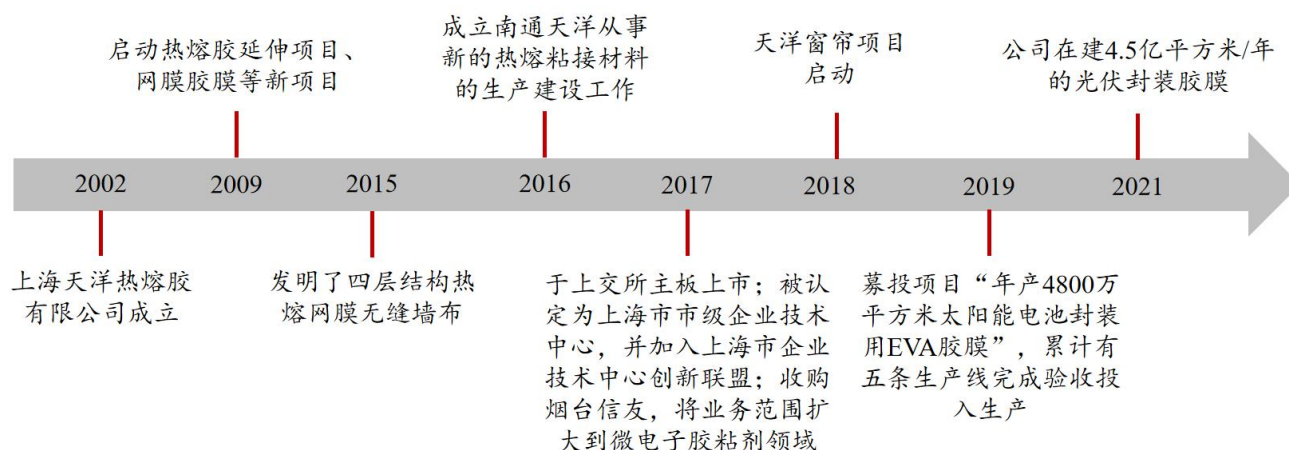 启动热熔胶延伸项目、
网膜胶膜等新项目
成立南通天洋从事
新的热熔粘接材料
的生产建设工作
天洋窗帘项目
启动
公司在建4.5亿平方米/年
的光伏封装胶膜
2002
2009
2015
2016
2017
2018
2019
2021
上海天洋热熔胶
有限公司成立
发明了四层结构热
熔网膜无缝墙布
于上交所主板上市；被认
定为上海市市级企业技术
中心，并加入上海市企业
技术中心创新联盟；收购
烟台信友，将业务范围扩
大到微电子胶粘剂领域
募投项目“年产4800万
平方米太阳能电池封装
用EVA胶膜”，累计有
五条生产线完成验收投
入生产